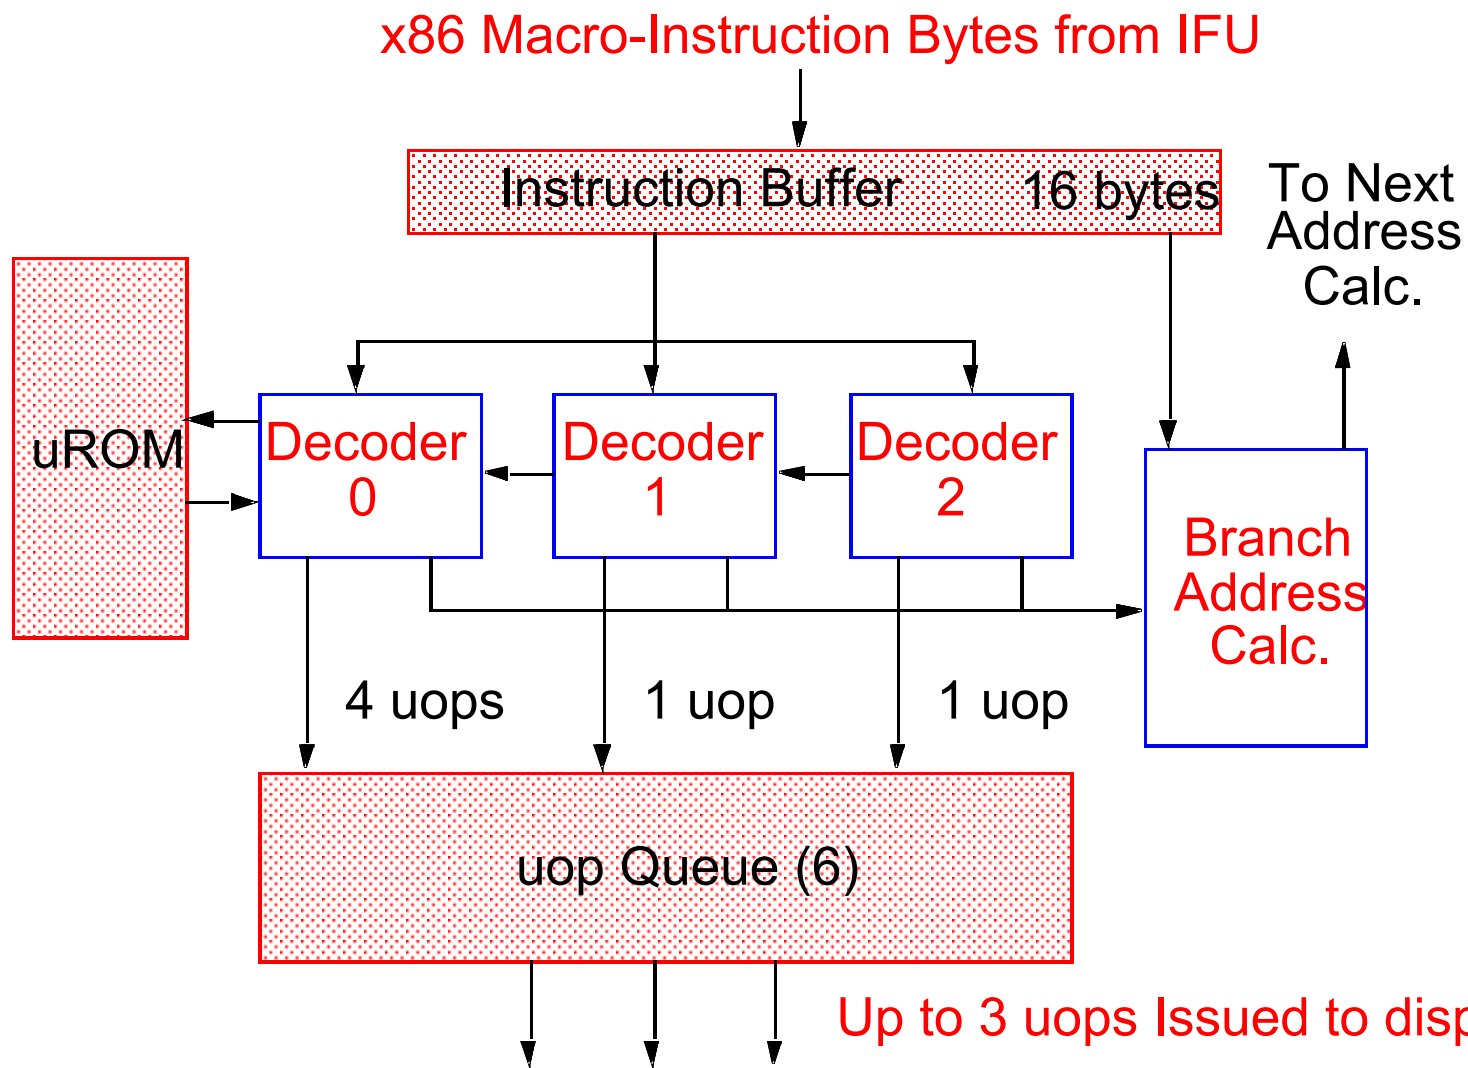 x86 Macro-Instruction Bytes from IFU
Instruction Buffer 16 bytes
To Next
Address
Calc.
uROM
Decoder
0
Decoder
1
Decoder
2
Branch
Address
Calc.
4 uops
1 uop
1 uop
uop Queue (6)
Up to 3 uops Issued to disp